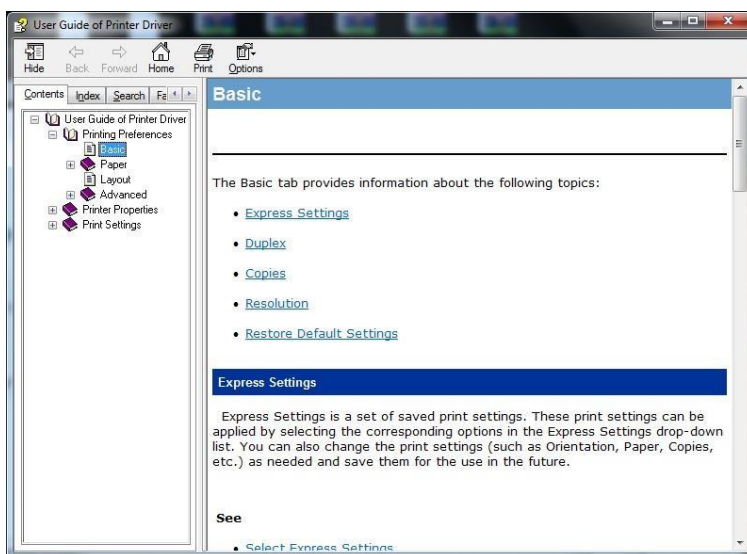 User Guide of Printer Driver
Hide Back Forward Home Print Options
Contents Index Search
User Guide of Printer Driver
Printing Preferences
Basic
Paper
Layout
Advanced
Printer Properties
Print Settings
Basic
The Basic tab provides information about the following topics:
• Express Settings
• Duplex
• Copies
• Resolution
• Restore Default Settings
Express Settings
Express Settings is a set of saved print settings. These print settings can be
applied by selecting the corresponding options in the Express Settings drop-down
list. You can also change the print settings (such as Orientation, Paper, Copies,
etc.) as needed and save them for the use in the future.
See
• Select Express Settings